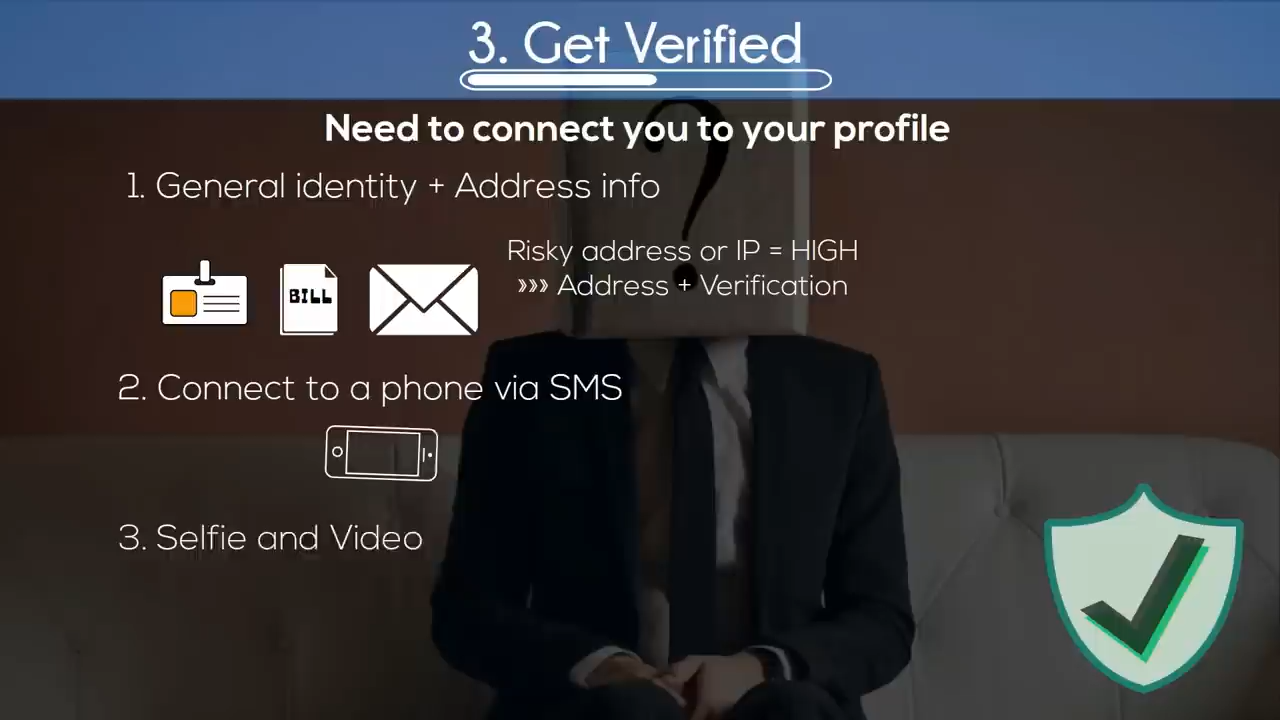 3. Get Verified
Need to connect you to your profile
1. General identity + Address info
Risky address or IP = HIGH
»»» Address + Verification
BILL
2. Connect to a phone via SMS
3. Selfie and Video
?